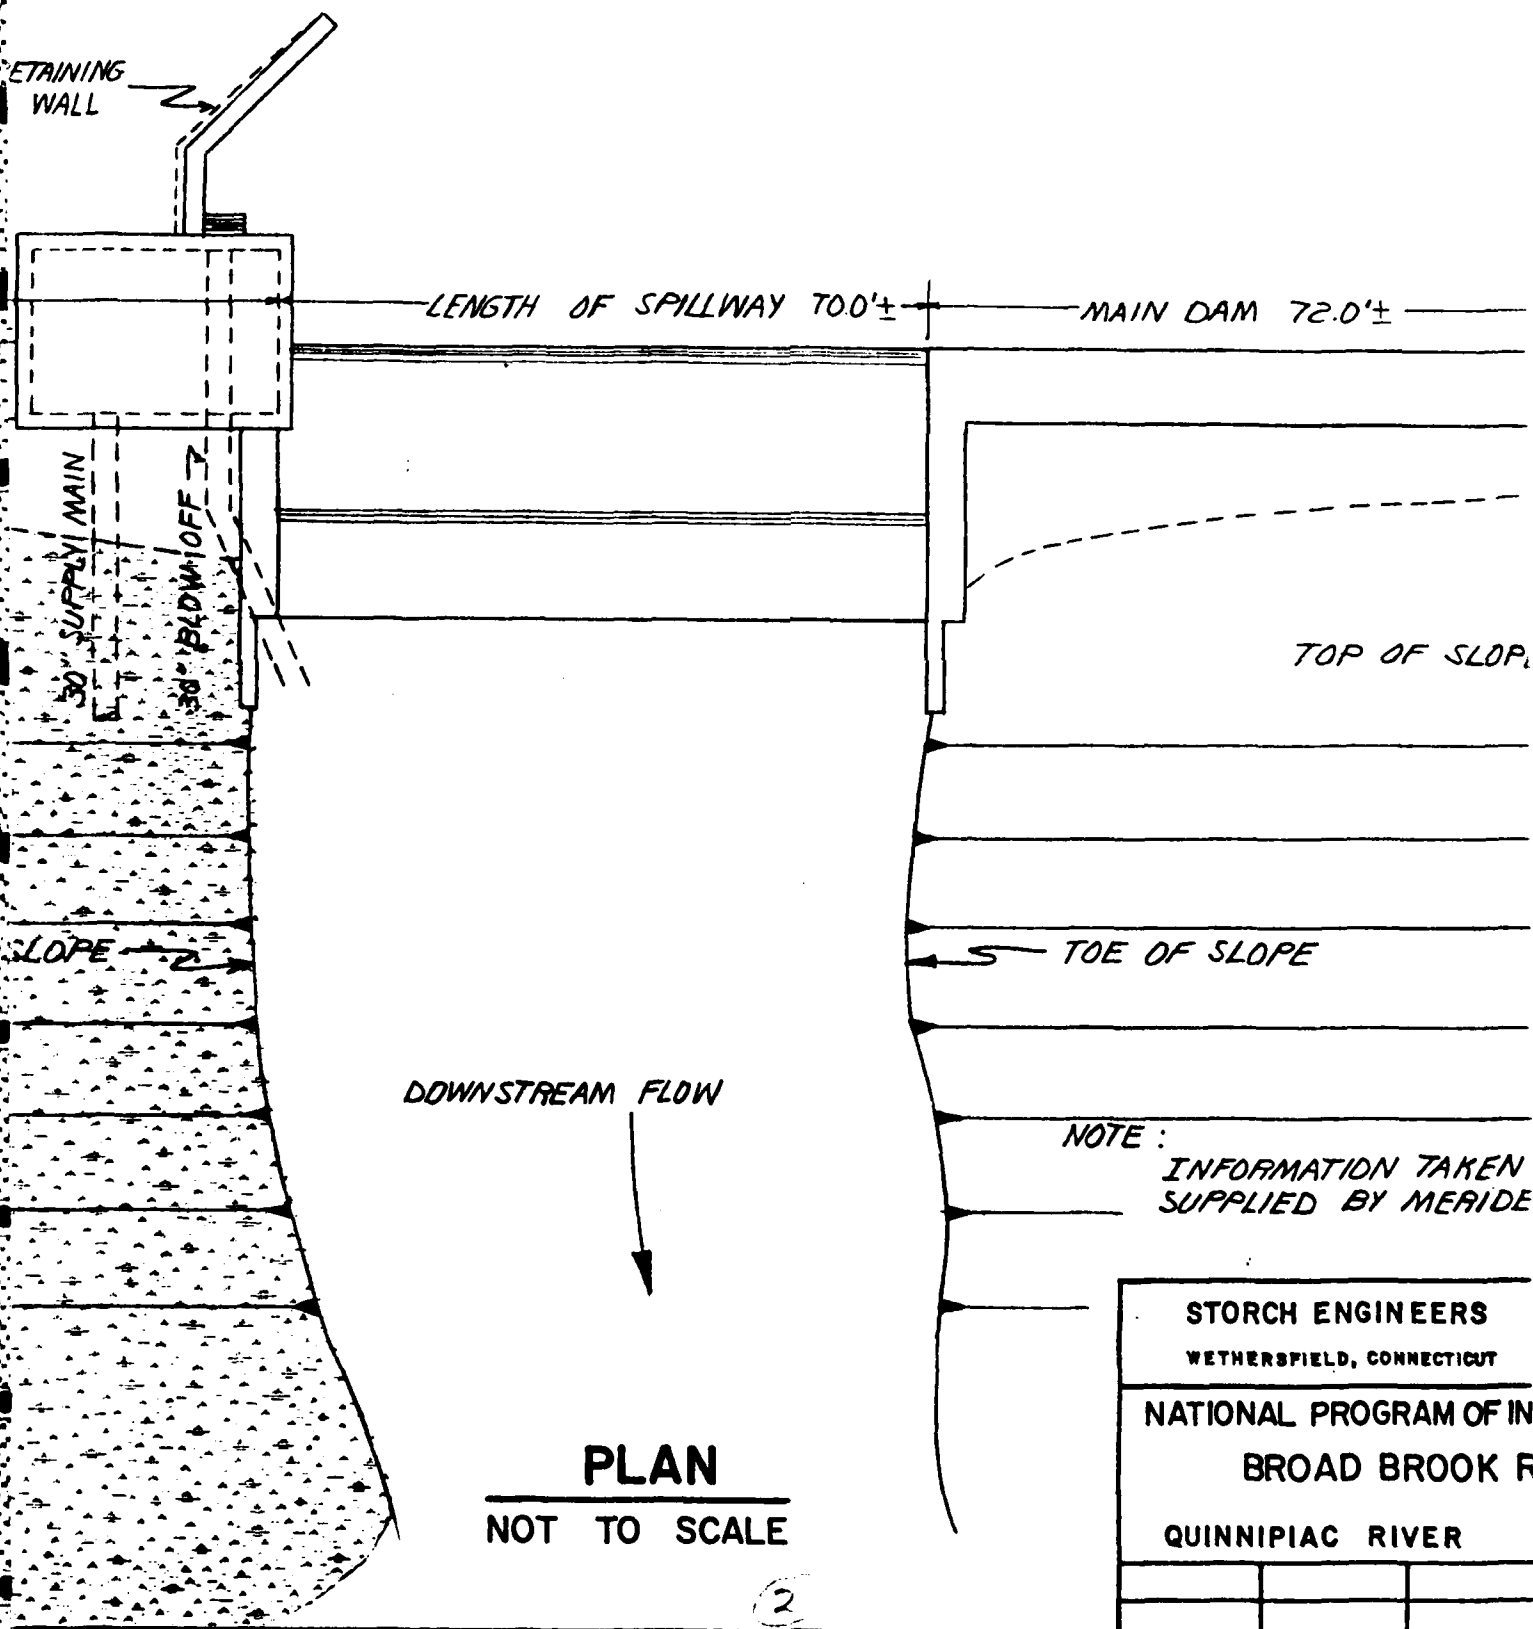 ETAINING
WALL
LENGTH OF SPILLWAY 70.0'±
MAIN DAM 72.0'±
30" SUPPLY MAIN
30" BLOW OFF
TOP OF SLOPE
SLOPE
TOE OF SLOPE
DOWNSTREAM FLOW
NOTE :
INFORMATION TAKEN
SUPPLIED BY MERIDE
STORCH ENGINEERS
WETHERSFIELD, CONNECTICUT
NATIONAL PROGRAM OF IN
BROAD BROOK R
QUINNIPIAC RIVER
PLAN
NOT TO SCALE
2